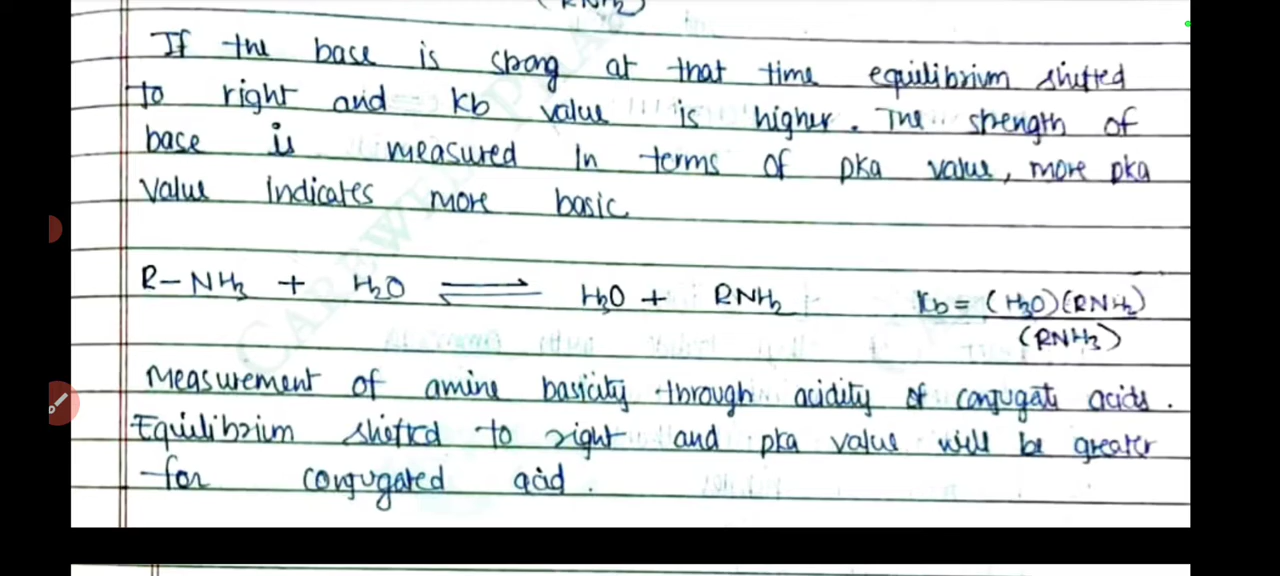 (RNH2)
If the base is strong at that time equilibrium shifted
to right and kb value is higher. The strength of
base is measured in terms of pka value, more pka
value indicates more basic
R-NH3 + H2O ⇌ H3O + RNH2 Kb = (H3O)(RNH2)
(RNH3)
Measurement of amine basicity through acidity of conjugate acids.
Equilibrium shifted to right and pka value will be greater
for conjugated acid.